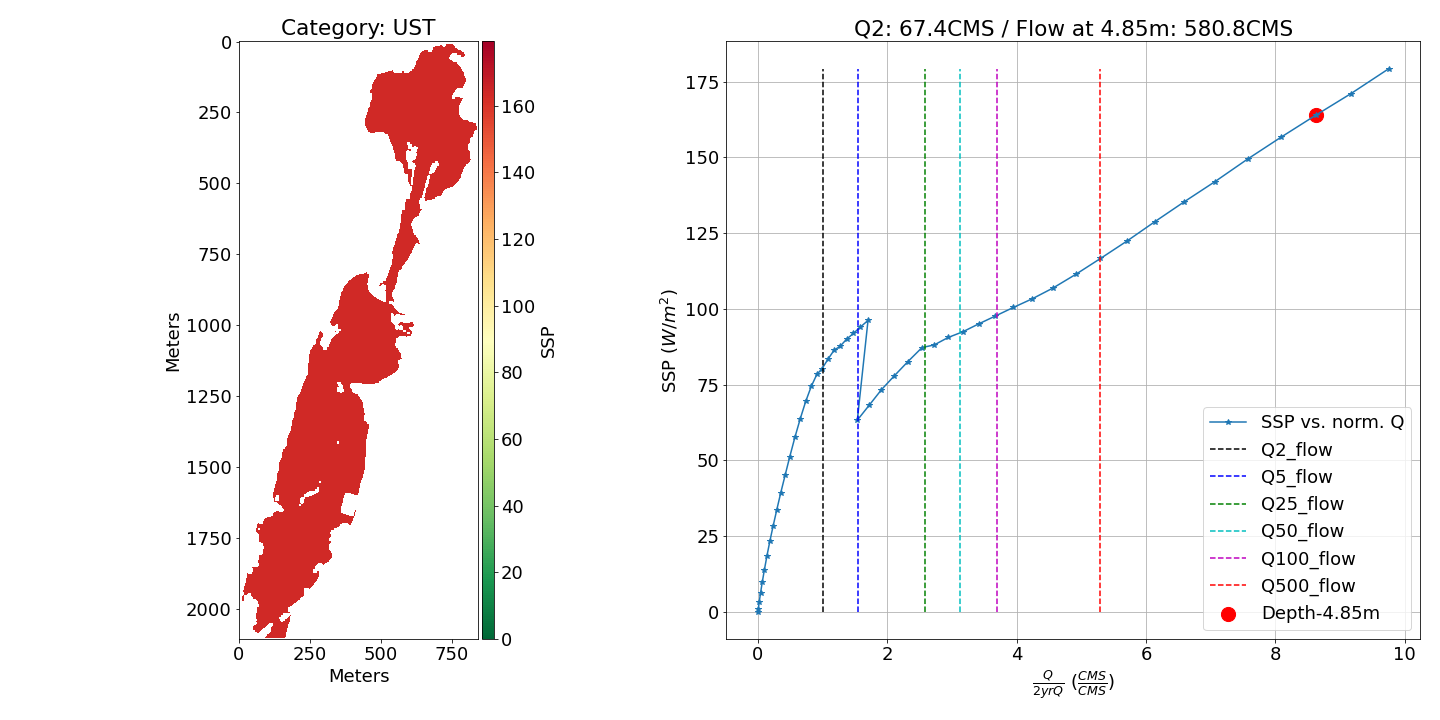 Category: UST
0
250
500
750
1000
1250
1500
1750
2000
Meters
0 250 500 750
Meters
160
140
120
100
80
60
40
20
0
SSP
Q2: 67.4CMS / Flow at 4.85m: 580.8CMS
175
150
125
100
75
50
25
0
SSP (W/m²)
0 2 4 6 8 10
Q/2yrQ (CMS/CMS)
SSP vs. norm. Q
Q2_flow
Q5_flow
Q25_flow
Q50_flow
Q100_flow
Q500_flow
Depth-4.85m